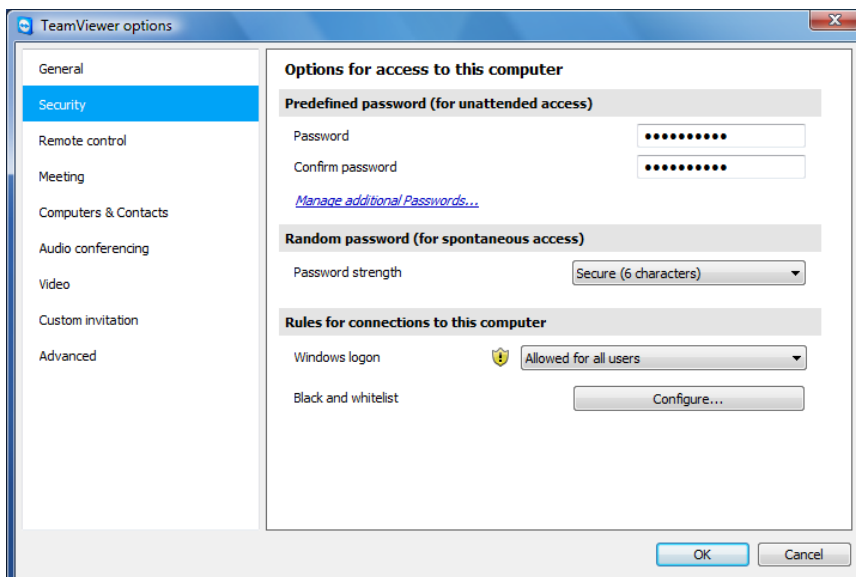 TeamViewer options
General
Security
Remote control
Meeting
Computers & Contacts
Audio conferencing
Video
Custom invitation
Advanced
Options for access to this computer
Predefined password (for unattended access)
Password ••••••••••
Confirm password ••••••••••
Manage additional Passwords...
Random password (for spontaneous access)
Password strength Secure (6 characters)
Rules for connections to this computer
Windows logon Allowed for all users
Black and whitelist Configure...
OK Cancel